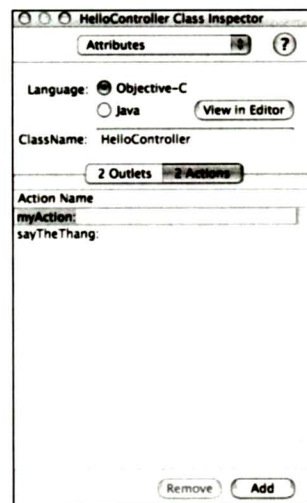 HelloController Class Inspector
Attributes ?
Language: Objective-C
Java View in Editor
ClassName: HelloController
2 Outlets 2 Actions
Action Name
myAction:
sayTheThang:
Remove Add